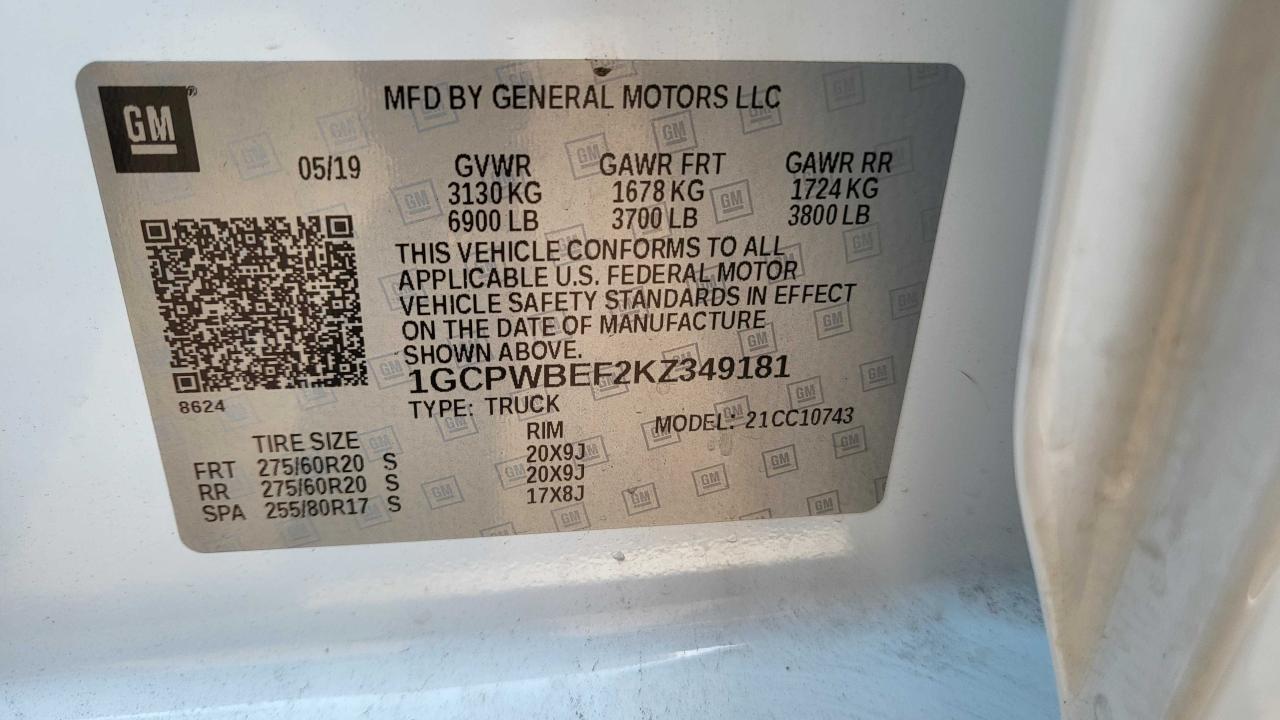 GM ®
MFD BY GENERAL MOTORS LLC
05/19 GVWR GAWR FRT GAWR RR
3130 KG 1678 KG 1724 KG
6900 LB 3700 LB 3800 LB
THIS VEHICLE CONFORMS TO ALL
APPLICABLE U.S. FEDERAL MOTOR
VEHICLE SAFETY STANDARDS IN EFFECT
ON THE DATE OF MANUFACTURE
SHOWN ABOVE.
1GCPWBEF2KZ349181
8624
TYPE: TRUCK
MODEL: 21CC10743
TIRE SIZE RIM
FRT 275/60R20 S 20X9J
RR 275/60R20 S 20X9J
SPA 255/80R17 S 17X8J